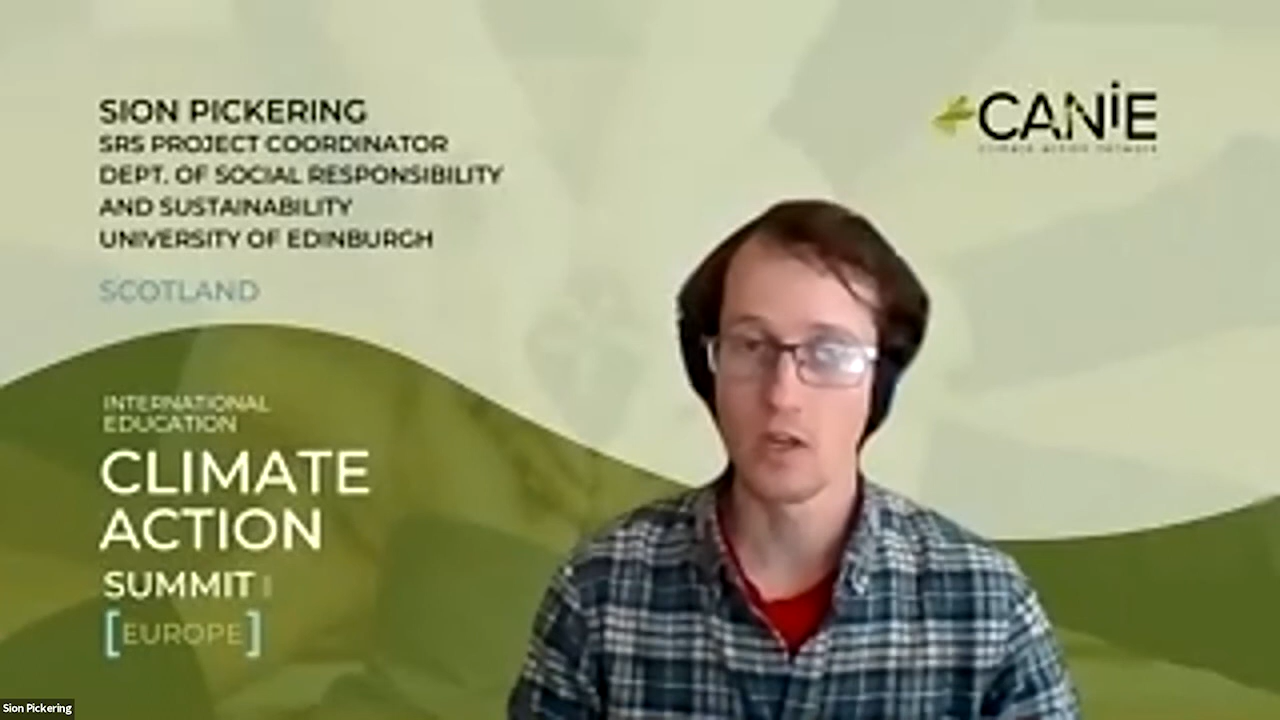 SION PICKERING
SRS PROJECT COORDINATOR
DEPT. OF SOCIAL RESPONSIBILITY
AND SUSTAINABILITY
UNIVERSITY OF EDINBURGH
SCOTLAND
CANiE
INTERNATIONAL
EDUCATION
CLIMATE
ACTION
SUMMIT
[EUROPE]
Sion Pickering